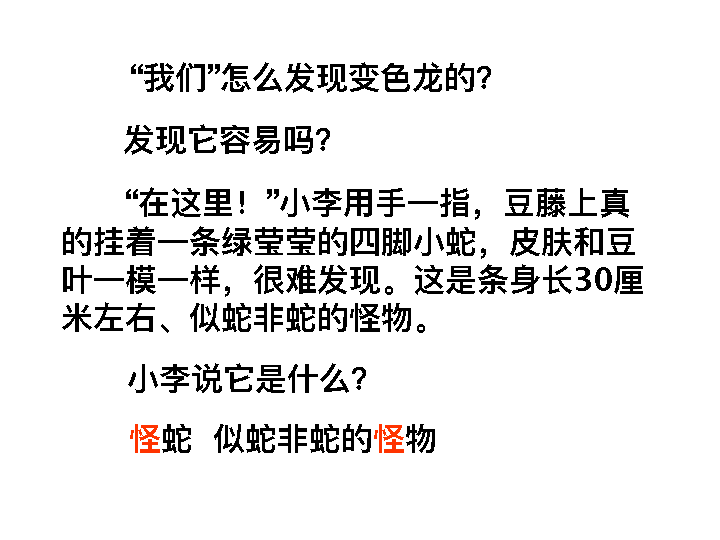 “我们”怎么发现变色龙的?
发现它容易吗?
“在这里！”小李用手一指，豆藤上真
的挂着一条绿莹莹的四脚小蛇，皮肤和豆
叶一模一样，很难发现。这是条身长30厘
米左右、似蛇非蛇的怪物。
小李说它是什么?
怪蛇 似蛇非蛇的怪物